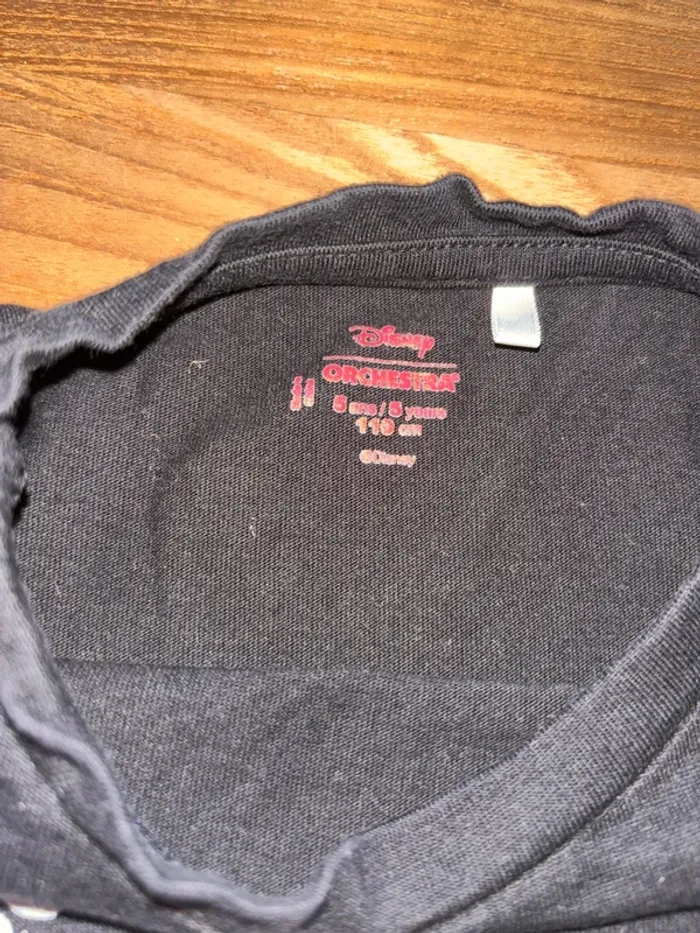 Disney
ORCHESTRA®
5 ans / 5 years
110 cm
©Disney